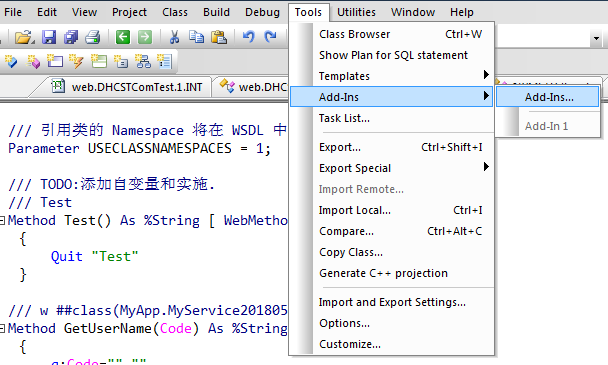 File Edit View Project Class Build Debug Tools Utilities Window Help
Class Browser Ctrl+W
Show Plan for SQL statement
Templates
Add-Ins
Add-Ins...
Task List...
Add-In 1
Export... Ctrl+Shift+I
Export Special
Import Remote...
Import Local... Ctrl+I
Compare... Ctrl+Alt+C
Copy Class...
Generate C++ projection
Import and Export Settings...
Options...
Customize...
web.DHCSTComTest.1.INT web.DHC
/// 引用类的 Namespace 将在 WSDL 中
Parameter USECLASSNAMESPACES = 1;
/// TODO:添加自变量和实施.
/// Test
Method Test() As %String [ WebMetho
{
Quit "Test"
}
/// w ##class(MyApp.MyService201805
Method GetUserName(Code) As %String
{